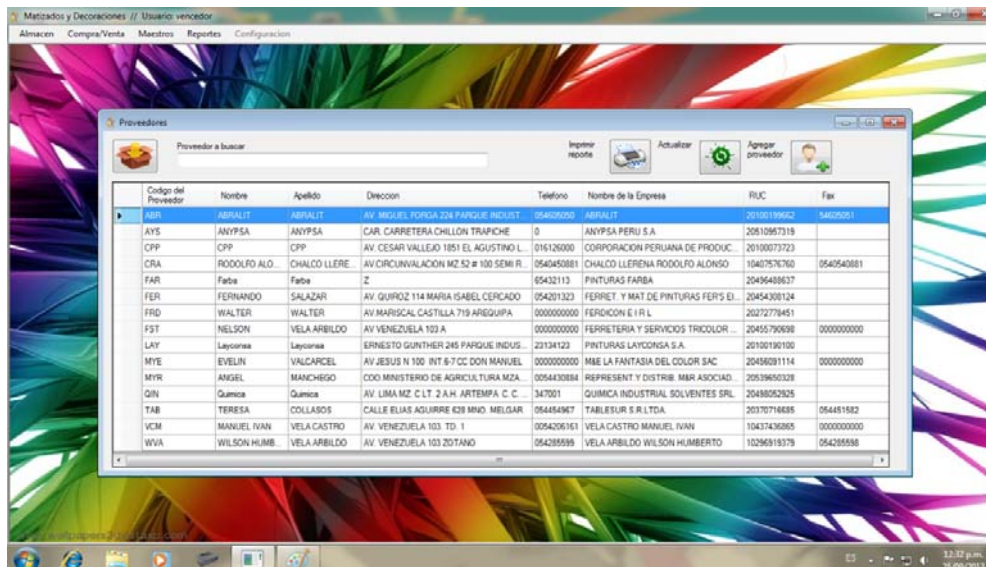 Matizados y Decoraciones // Usuario: vencedor
Almacen Compra/Venta Maestros Reportes Configuracion
Proveedores
Proveedor a buscar
Imprimir reporte
Actualizar
Agregar proveedor
Codigo del Proveedor Nombre Apellido Direccion Telefono Nombre de la Empresa RUC Fax
ABR ABRALIT ABRALIT AV. MIGUEL FORGA 224 PARQUE INDUST... 054605050 ABRALIT 20100199662 54605051
AYS ANYPSA ANYPSA CAR. CARRETERA CHILLON TRAPICHE 0 ANYPSA PERU S.A 20510957319
CPP CPP CPP AV. CESAR VALLEJO 1851 EL AGUSTINO L... 016126000 CORPORACION PERUANA DE PRODUC... 20100073723
CRA RODOLFO ALO... CHALCO LLERE... AV.CIRCUNVALACION MZ.52 # 100 SEMI R... 0540450881 CHALCO LLERENA RODOLFO ALONSO 10407576760 0540540881
FAR Farba Farba Z 65432113 PINTURAS FARBA 20496488637
FER FERNANDO SALAZAR AV. QUIROZ 114 MARIA ISABEL CERCADO 054201323 FERRET. Y MAT.DE PINTURAS FER'S EI... 20454308124
FRD WALTER WALTER AV.MARISCAL CASTILLA 719 AREQUIPA 0000000000 FERDICON E I R L 20272778451
FST NELSON VELA ARBILDO AV VENEZUELA 103 A 0000000000 FERRETERIA Y SERVICIOS TRICOLOR ... 20455790698 0000000000
LAY Layconsa Layconsa ERNESTO GUNTHER 245 PARQUE INDUS... 23134123 PINTURAS LAYCONSA S.A. 20100190100
MYE EVELIN VALCARCEL AV JESUS N 100 INT 6-7 CC DON MANUEL 0000000000 M&E LA FANTASIA DEL COLOR SAC 20456091114 0000000000
MYR ANGEL MANCHEGO COO.MINISTERIO DE AGRICULTURA MZA... 0054430884 REPRESENT.Y DISTRIB. M&R ASOCIAD... 20539650328
QIN Quimica Quimica AV. LIMA MZ. C LT. 2 A.H. ARTEMPA C. C. ... 347001 QUIMICA INDUSTRIAL SOLVENTES SRL 20498052925
TAB TERESA COLLASOS CALLE ELIAS AGUIRRE 628 MNO. MELGAR 054454967 TABLESUR S.R.LTDA. 20370716685 054451582
VCM MANUEL IVAN VELA CASTRO AV. VENEZUELA 103. TD. 1 0054206161 VELA CASTRO MANUEL IVAN 10437436865 0000000000
WVA WILSON HUMB... VELA ARBILDO AV. VENEZUELA 103 ZOTANO 054285599 VELA ARBILDO WILSON HUMBERTO 10296919379 054285598
ES
12:32 p.m.